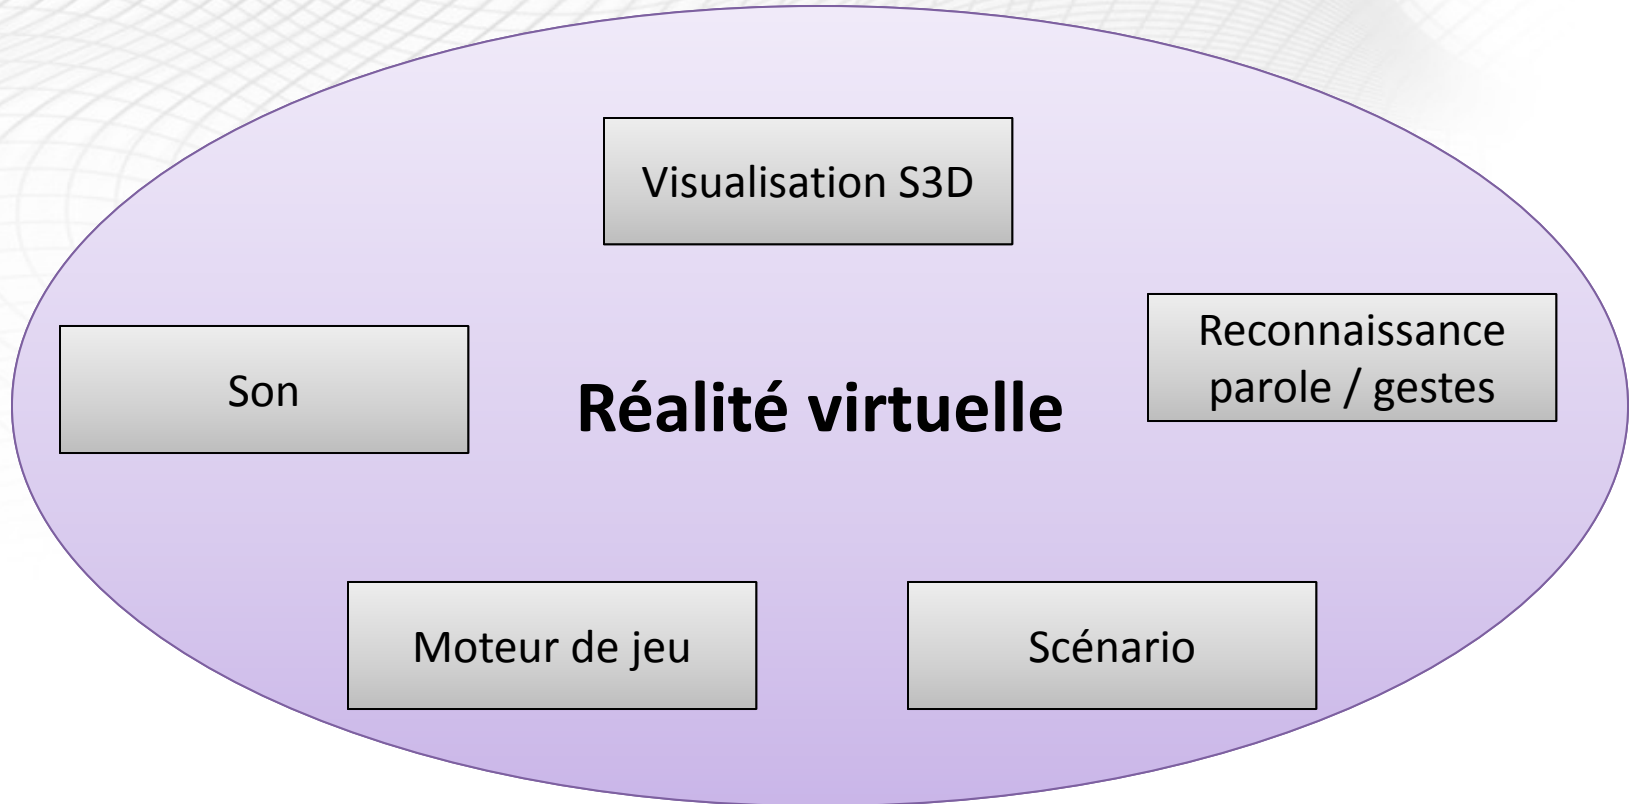 Visualisation S3D
Reconnaissance
parole / gestes
Son
Réalité virtuelle
Moteur de jeu
Scénario